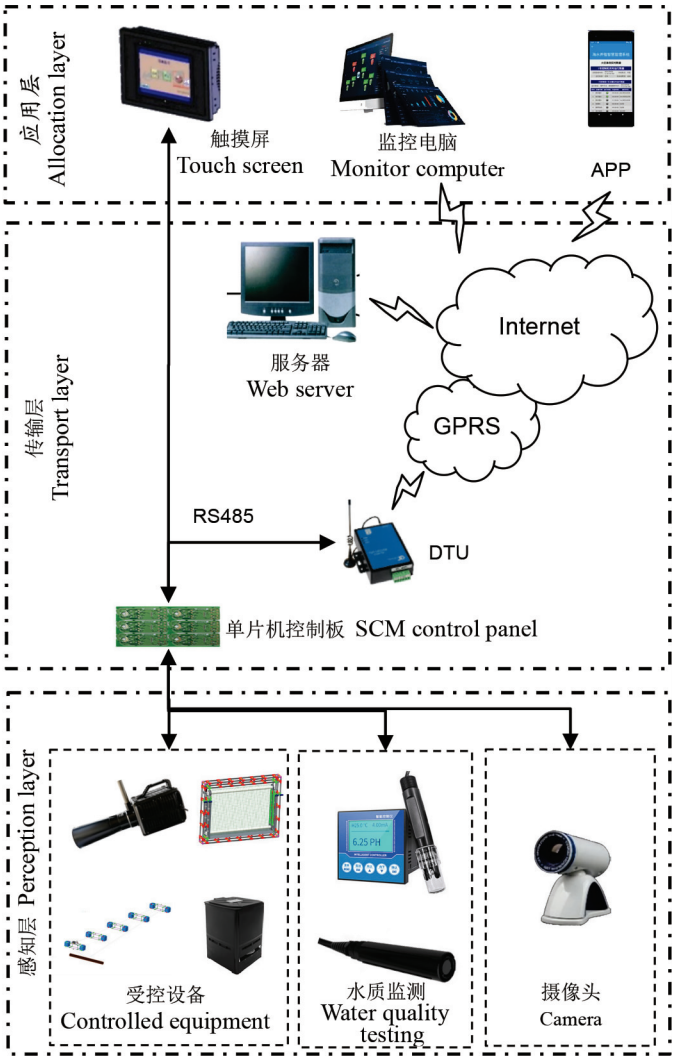 应用层
Allocation layer
触摸屏
Touch screen
监控电脑
Monitor computer
APP
传输层
Transport layer
服务器
Web server
Internet
GPRS
RS485
DTU
单片机控制板 SCM control panel
感知层 Perception layer
6.25 PH
受控设备
Controlled equipment
水质监测
Water quality
testing
摄像头
Camera